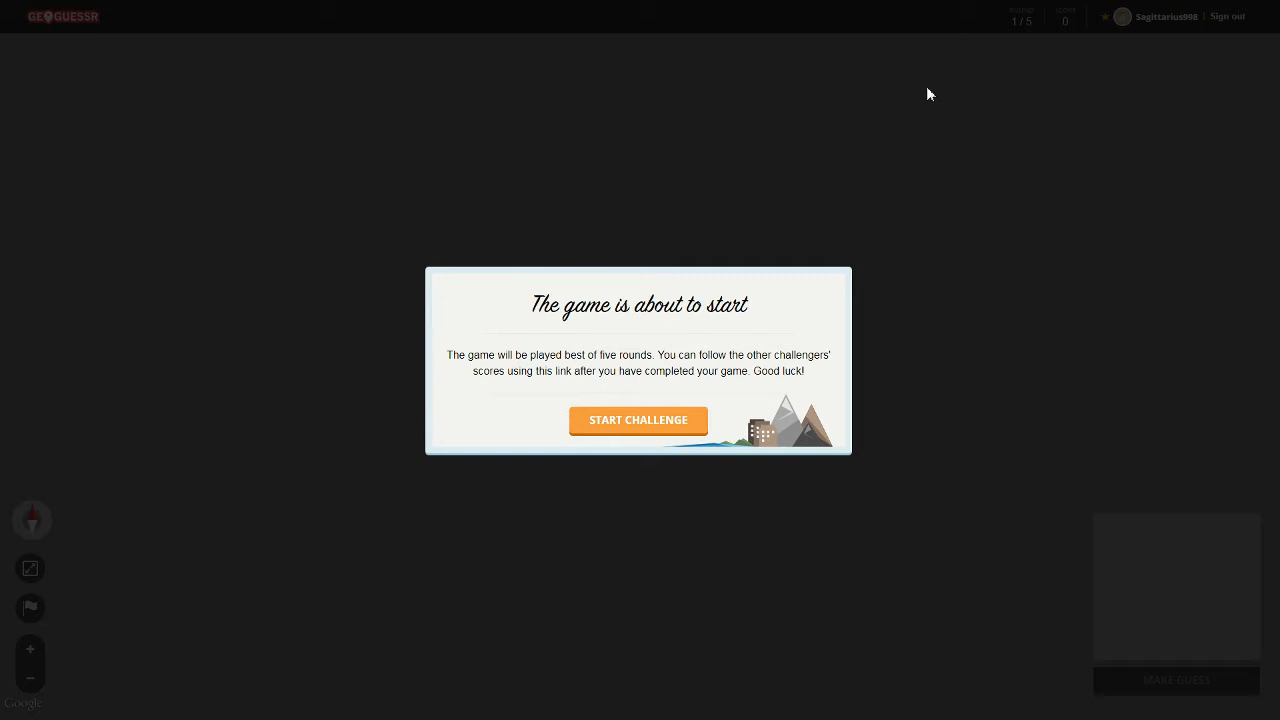 GEOGUESSR
ROUND
1 / 5
SCORE
0
Sagittarius998 | Sign out
The game is about to start
The game will be played best of five rounds. You can follow the other challengers'
scores using this link after you have completed your game. Good luck!
START CHALLENGE
+
−
Google
MAKE GUESS